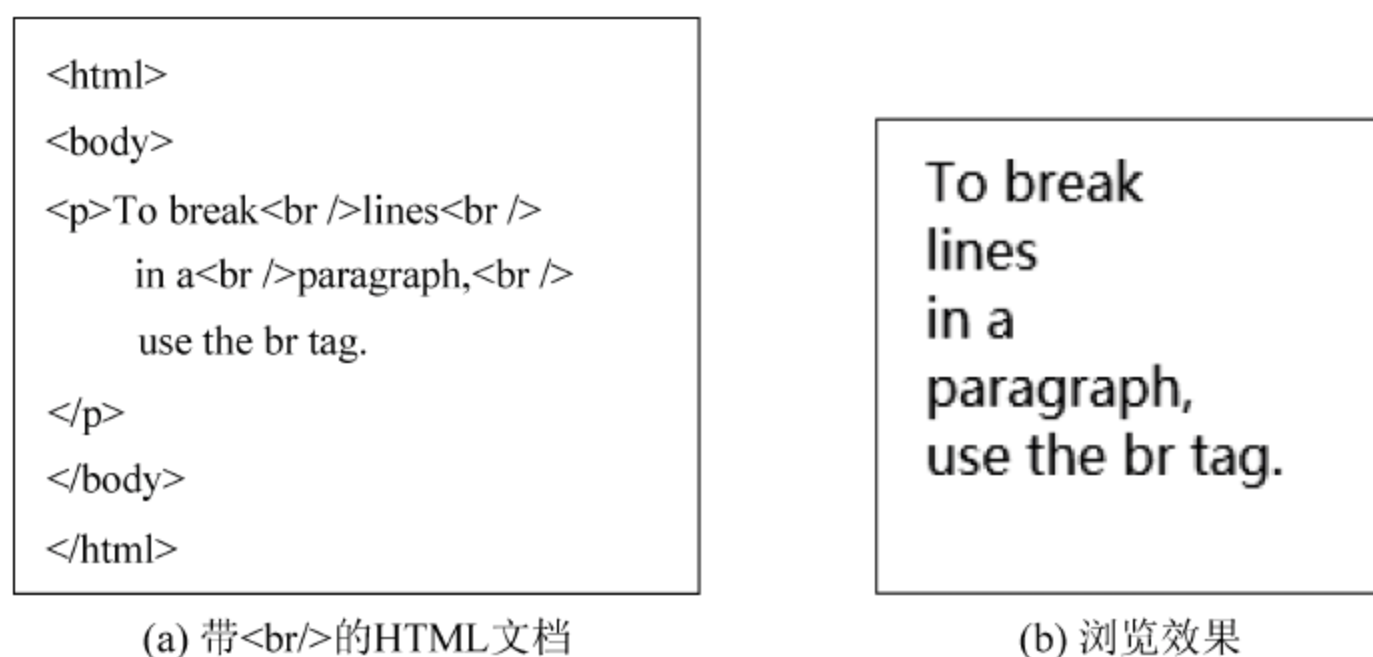 <html>
<body>
<p>To break<br />lines<br />
in a<br />paragraph,<br />
use the br tag.
</p>
</body>
</html>
(a) 带<br/>的HTML文档
To break
lines
in a
paragraph,
use the br tag.
(b) 浏览效果